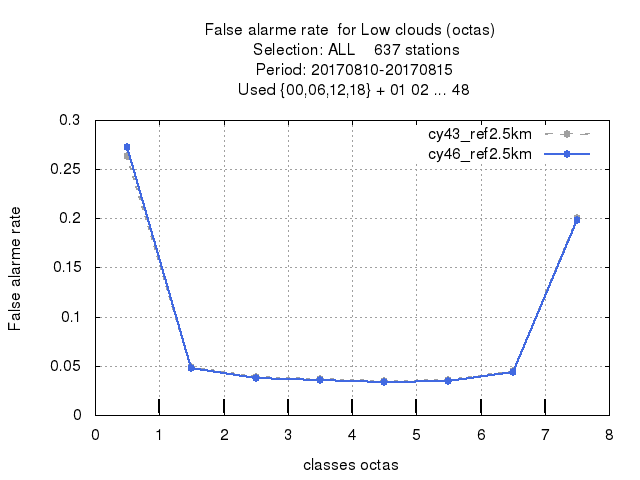 False alarme rate  for Low clouds (octas)
Selection: ALL    637 stations
Period: 20170810-20170815
Used {00,06,12,18} + 01 02 ... 48
cy43_ref2.5km
cy46_ref2.5km
False alarme rate
0.3
0.25
0.2
0.15
0.1
0.05
0
0 1 2 3 4 5 6 7 8
classes octas